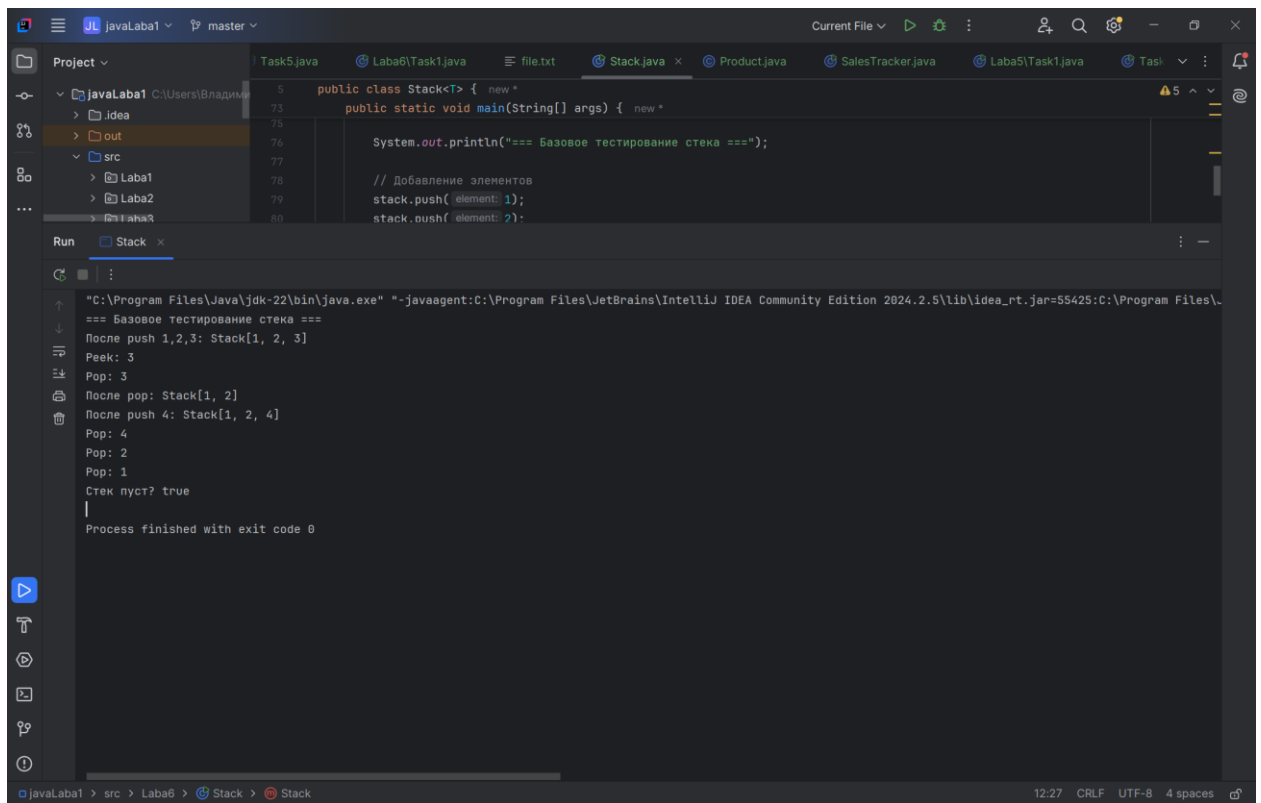 JL javaLaba1 master Current File
Project
Task5.java Laba6\Task1.java file.txt Stack.java Product.java SalesTracker.java Laba5\Task1.java Task
javaLaba1 C:\Users\Владими
.idea
out
src
Laba1
Laba2
Laba3
5 public class Stack<T> { new *
73 public static void main(String[] args) { new *
75
76 System.out.println("=== Базовое тестирование стека ===");
77
78 // Добавление элементов
79 stack.push( element: 1);
80 stack.push( element: 2);
5
Run Stack
"C:\Program Files\Java\jdk-22\bin\java.exe" "-javaagent:C:\Program Files\JetBrains\IntelliJ IDEA Community Edition 2024.2.5\lib\idea_rt.jar=55425:C:\Program Files\
=== Базовое тестирование стека ===
После push 1,2,3: Stack[1, 2, 3]
Peek: 3
Pop: 3
После pop: Stack[1, 2]
После push 4: Stack[1, 2, 4]
Pop: 4
Pop: 2
Pop: 1
Стек пуст? true
Process finished with exit code 0
javaLaba1 > src > Laba6 > Stack > Stack 12:27 CRLF UTF-8 4 spaces